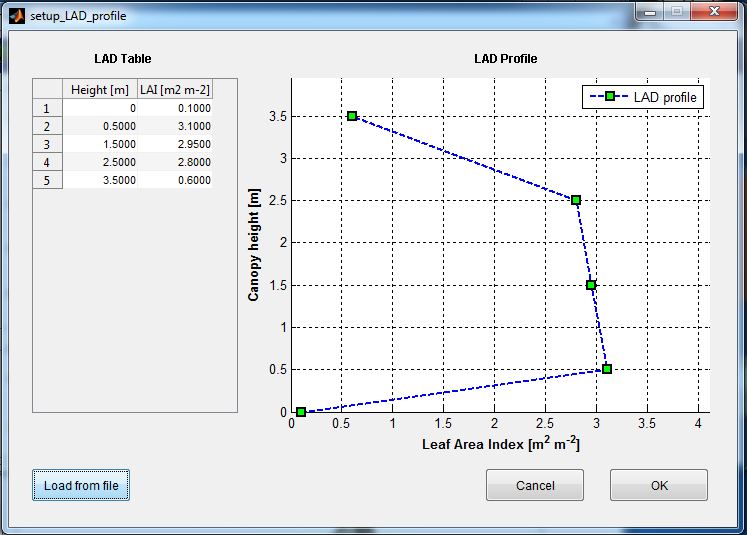 setup_LAD_profile
LAD Table
LAD Profile
Height [m] LAI [m2 m-2]
1 0 0.1000
2 0.5000 3.1000
3 1.5000 2.9500
4 2.5000 2.8000
5 3.5000 0.6000
LAD profile
3.5
3
2.5
2
1.5
1
0.5
0
Canopy height [m]
0 0.5 1 1.5 2 2.5 3 3.5 4
Leaf Area Index [m² m⁻²]
Load from file
Cancel
OK